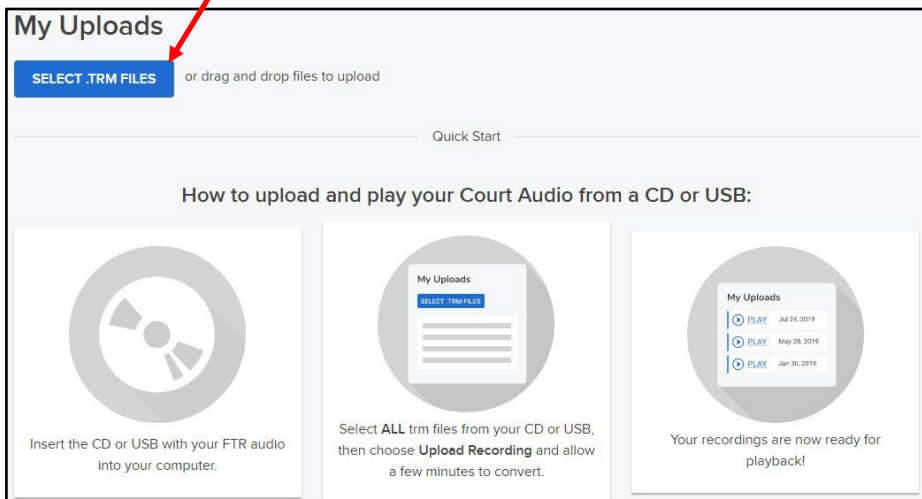 My Uploads
SELECT .TRM FILES or drag and drop files to upload
Quick Start
How to upload and play your Court Audio from a CD or USB:
Insert the CD or USB with your FTR audio
into your computer.
My Uploads
SELECT .TRM FILES
Select ALL trm files from your CD or USB,
then choose Upload Recording and allow
a few minutes to convert.
My Uploads
PLAY Jul 24, 2019
PLAY May 28, 2019
PLAY Jan 30, 2019
Your recordings are now ready for
playback!